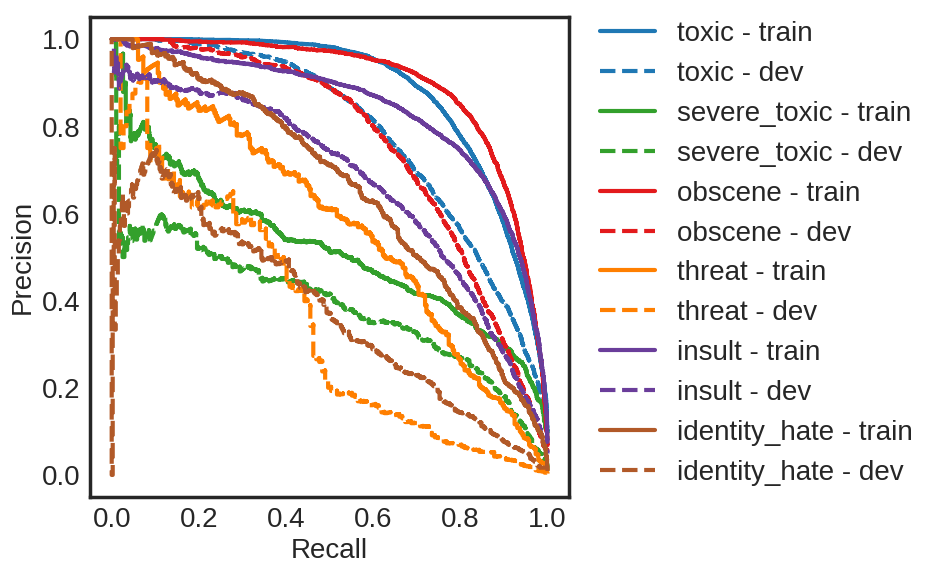 1.0
0.8
0.6
0.4
0.2
0.0
Precision
0.0 0.2 0.4 0.6 0.8 1.0
Recall
toxic - train
toxic - dev
severe_toxic - train
severe_toxic - dev
obscene - train
obscene - dev
threat - train
threat - dev
insult - train
insult - dev
identity_hate - train
identity_hate - dev